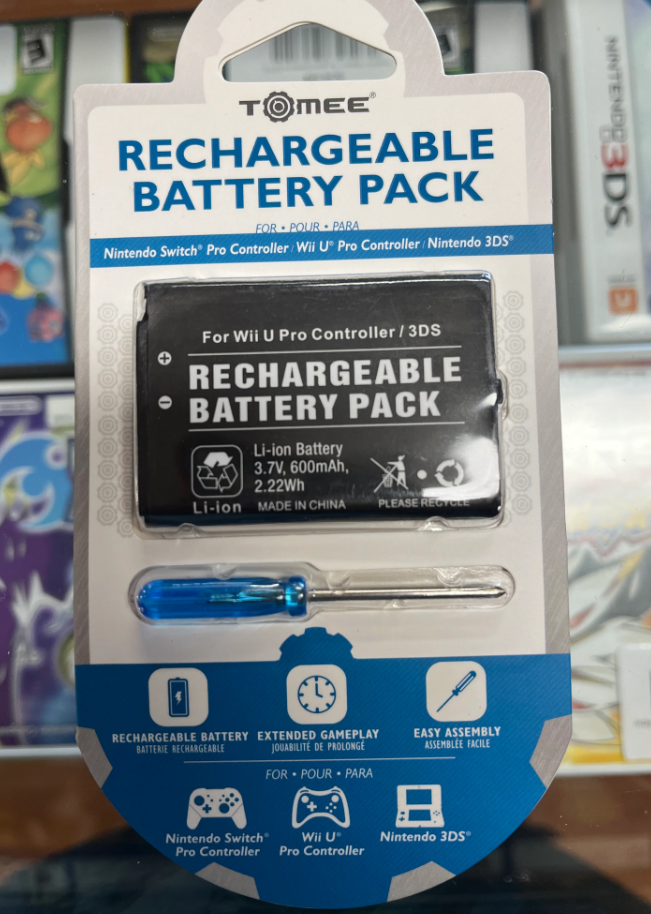 E
TOMEE®
RECHARGEABLE
BATTERY PACK
FOR • POUR • PARA
Nintendo Switch® Pro Controller / Wii U® Pro Controller / Nintendo 3DS®
NINTENDO 3DS
For Wii U Pro Controller / 3DS
+
RECHARGEABLE
−
BATTERY PACK
Li-ion Battery
3.7V, 600mAh,
2.22Wh
Li-ion MADE IN CHINA PLEASE RECYCLE
RECHARGEABLE BATTERY EXTENDED GAMEPLAY EASY ASSEMBLY
BATTERIE RECHARGEABLE JOUABILITÉ DE PROLONGÉ ASSEMBLÉE FACILE
FOR • POUR • PARA
Nintendo Switch® Wii U® Nintendo 3DS®
Pro Controller Pro Controller